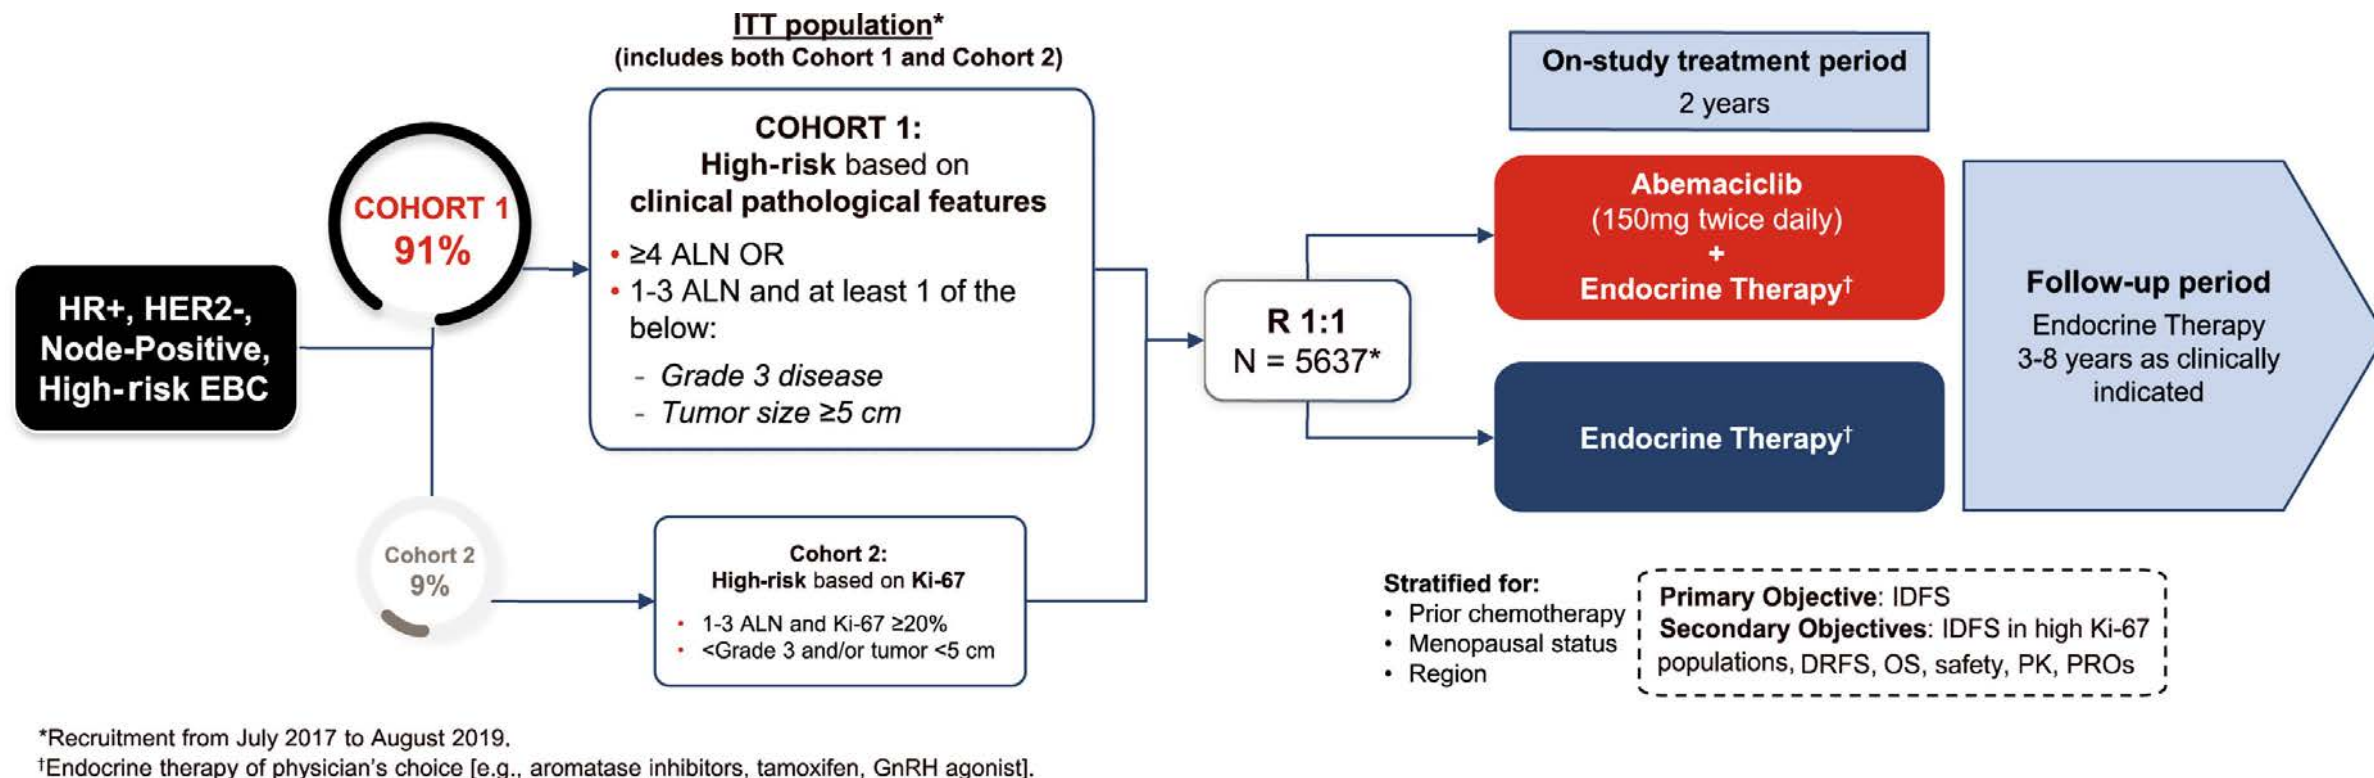 ITT population*
(includes both Cohort 1 and Cohort 2)
HR+, HER2-,
Node-Positive,
High-risk EBC
COHORT 1
91%
COHORT 1:
High-risk based on
clinical pathological features
• ≥4 ALN OR
• 1-3 ALN and at least 1 of the
below:
- Grade 3 disease
- Tumor size ≥5 cm
Cohort 2
9%
Cohort 2:
High-risk based on Ki-67
• 1-3 ALN and Ki-67 ≥20%
• <Grade 3 and/or tumor <5 cm
R 1:1
N = 5637*
On-study treatment period
2 years
Abemaciclib
(150mg twice daily)
+
Endocrine Therapy†
Endocrine Therapy†
Follow-up period
Endocrine Therapy
3-8 years as clinically
indicated
Stratified for:
• Prior chemotherapy
• Menopausal status
• Region
Primary Objective: IDFS
Secondary Objectives: IDFS in high Ki-67
populations, DRFS, OS, safety, PK, PROs
*Recruitment from July 2017 to August 2019.
†Endocrine therapy of physician's choice [e.g., aromatase inhibitors, tamoxifen, GnRH agonist].